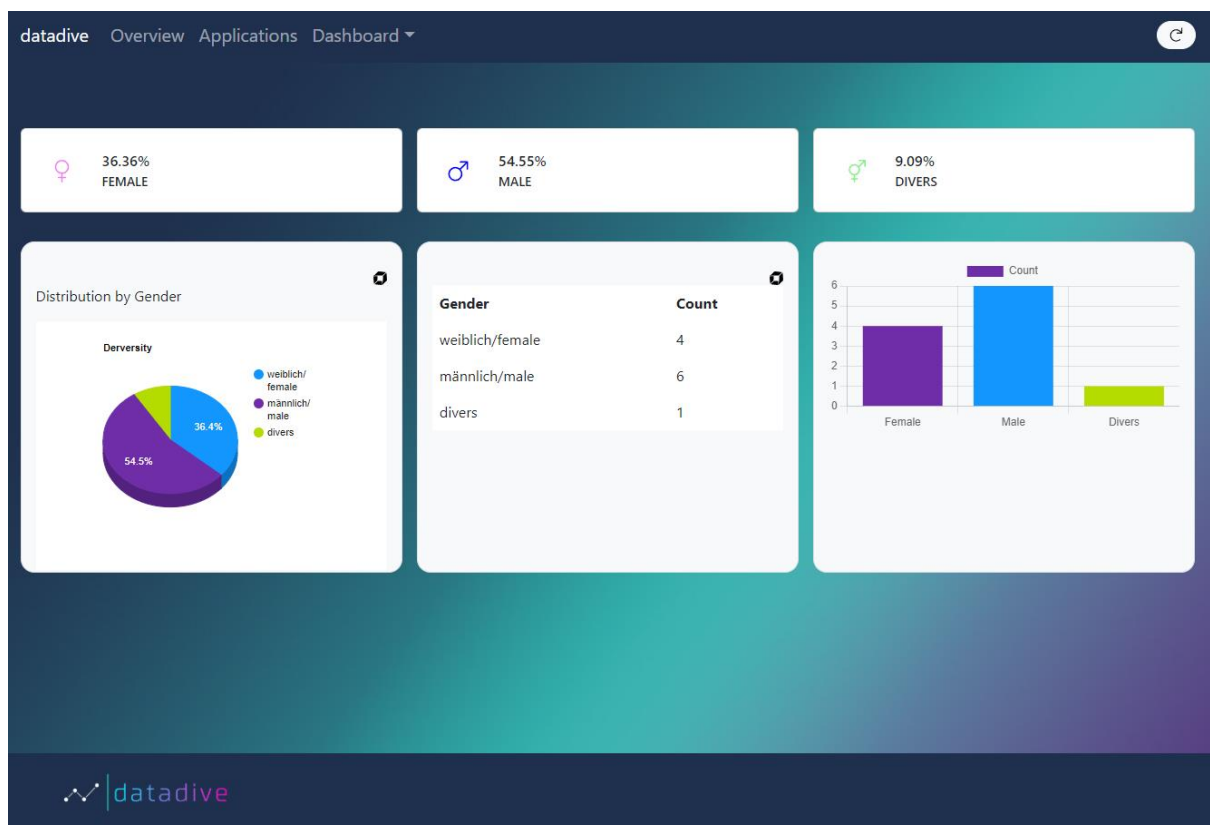 datadive Overview Applications Dashboard
36.36%
FEMALE
54.55%
MALE
9.09%
DIVERS
Distribution by Gender
Derversity
36.4%
54.5%
weiblich/
female
männlich/
male
divers
Gender Count
weiblich/female 4
männlich/male 6
divers 1
Count
6
5
4
3
2
1
0
Female Male Divers
datadive